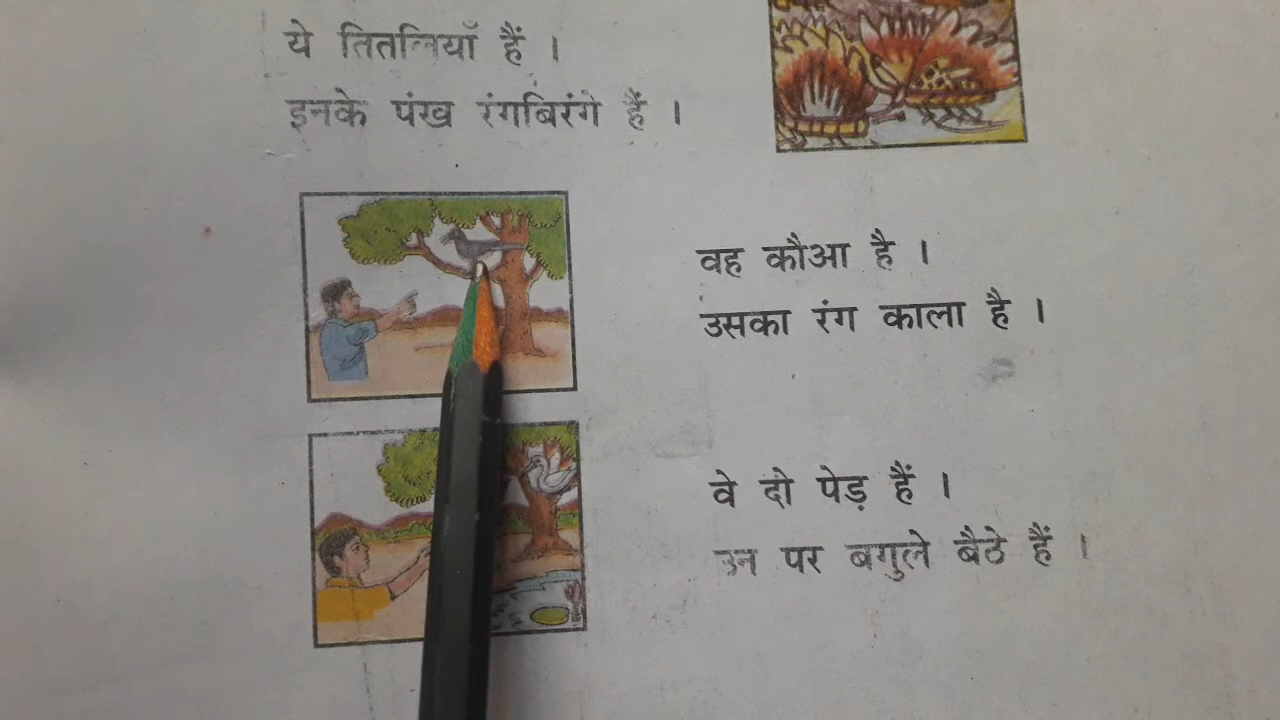 ये तितलियाँ हैं ।
इनके पंख रंगबिरंगे हैं ।
वह कौआ है ।
उसका रंग काला है ।
वे दो पेड़ हैं ।
उन पर बगुले बैठे हैं ।